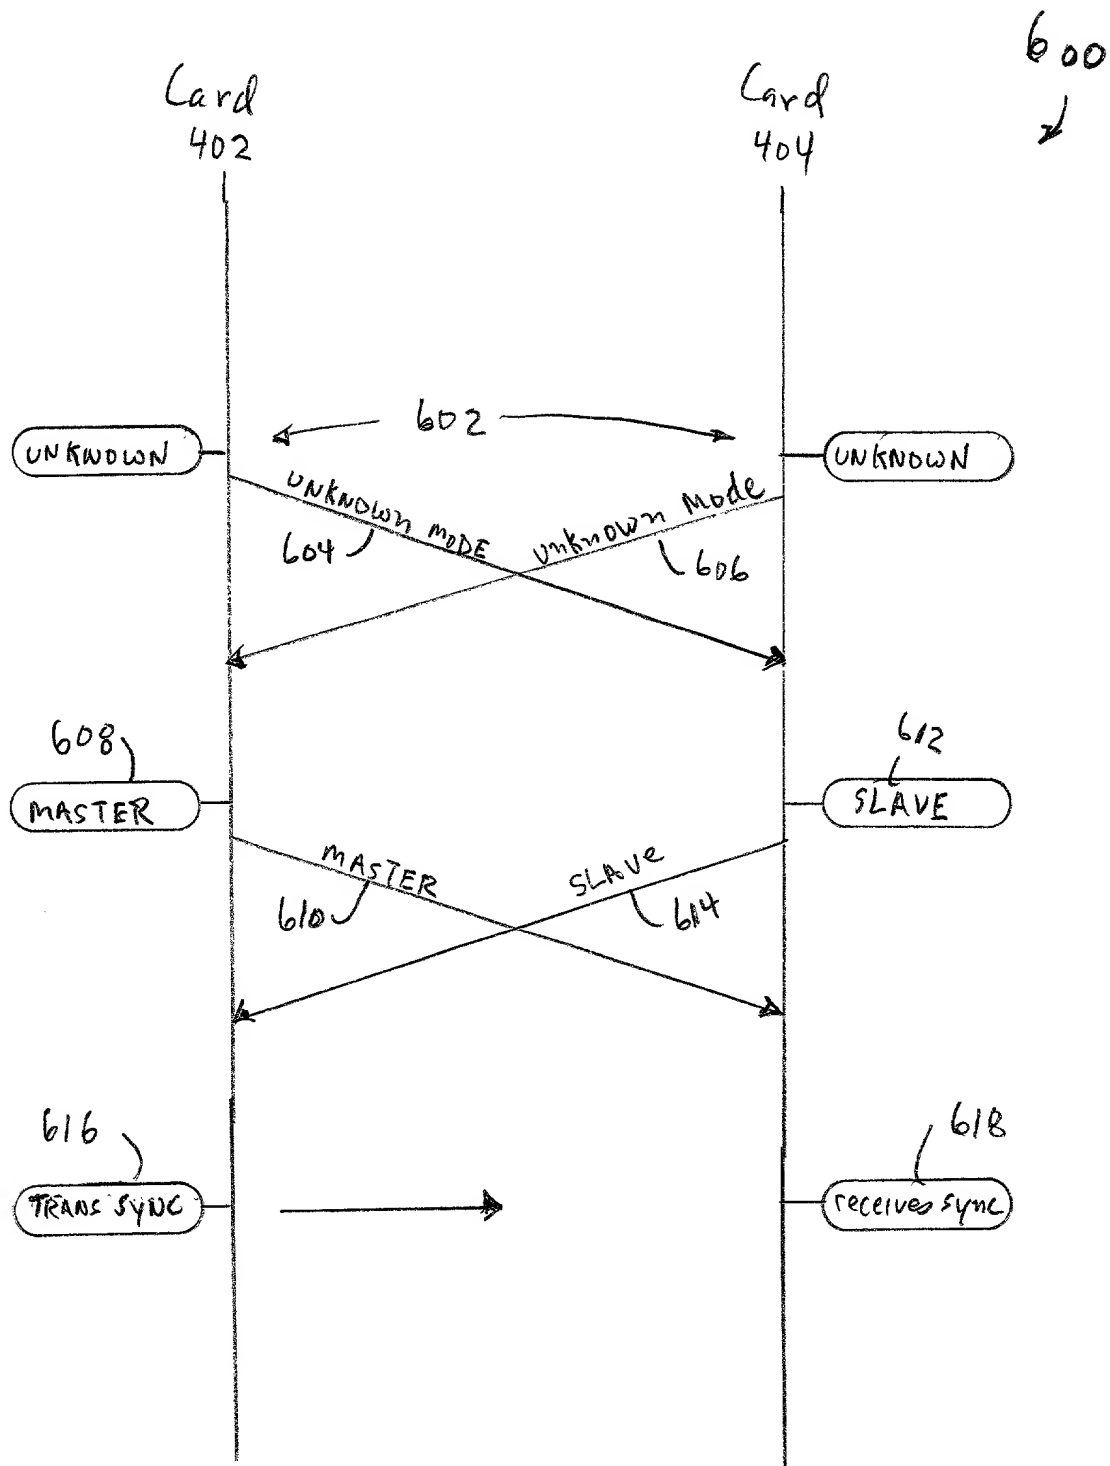 600
Card
402
Card
404
602
UNKNOWN
UNKNOWN
UNKNOWN MODE
unknown Mode
604
606
608
612
MASTER
SLAVE
MASTER
SLAVE
610
614
616
618
TRANS SYNC
receives sync